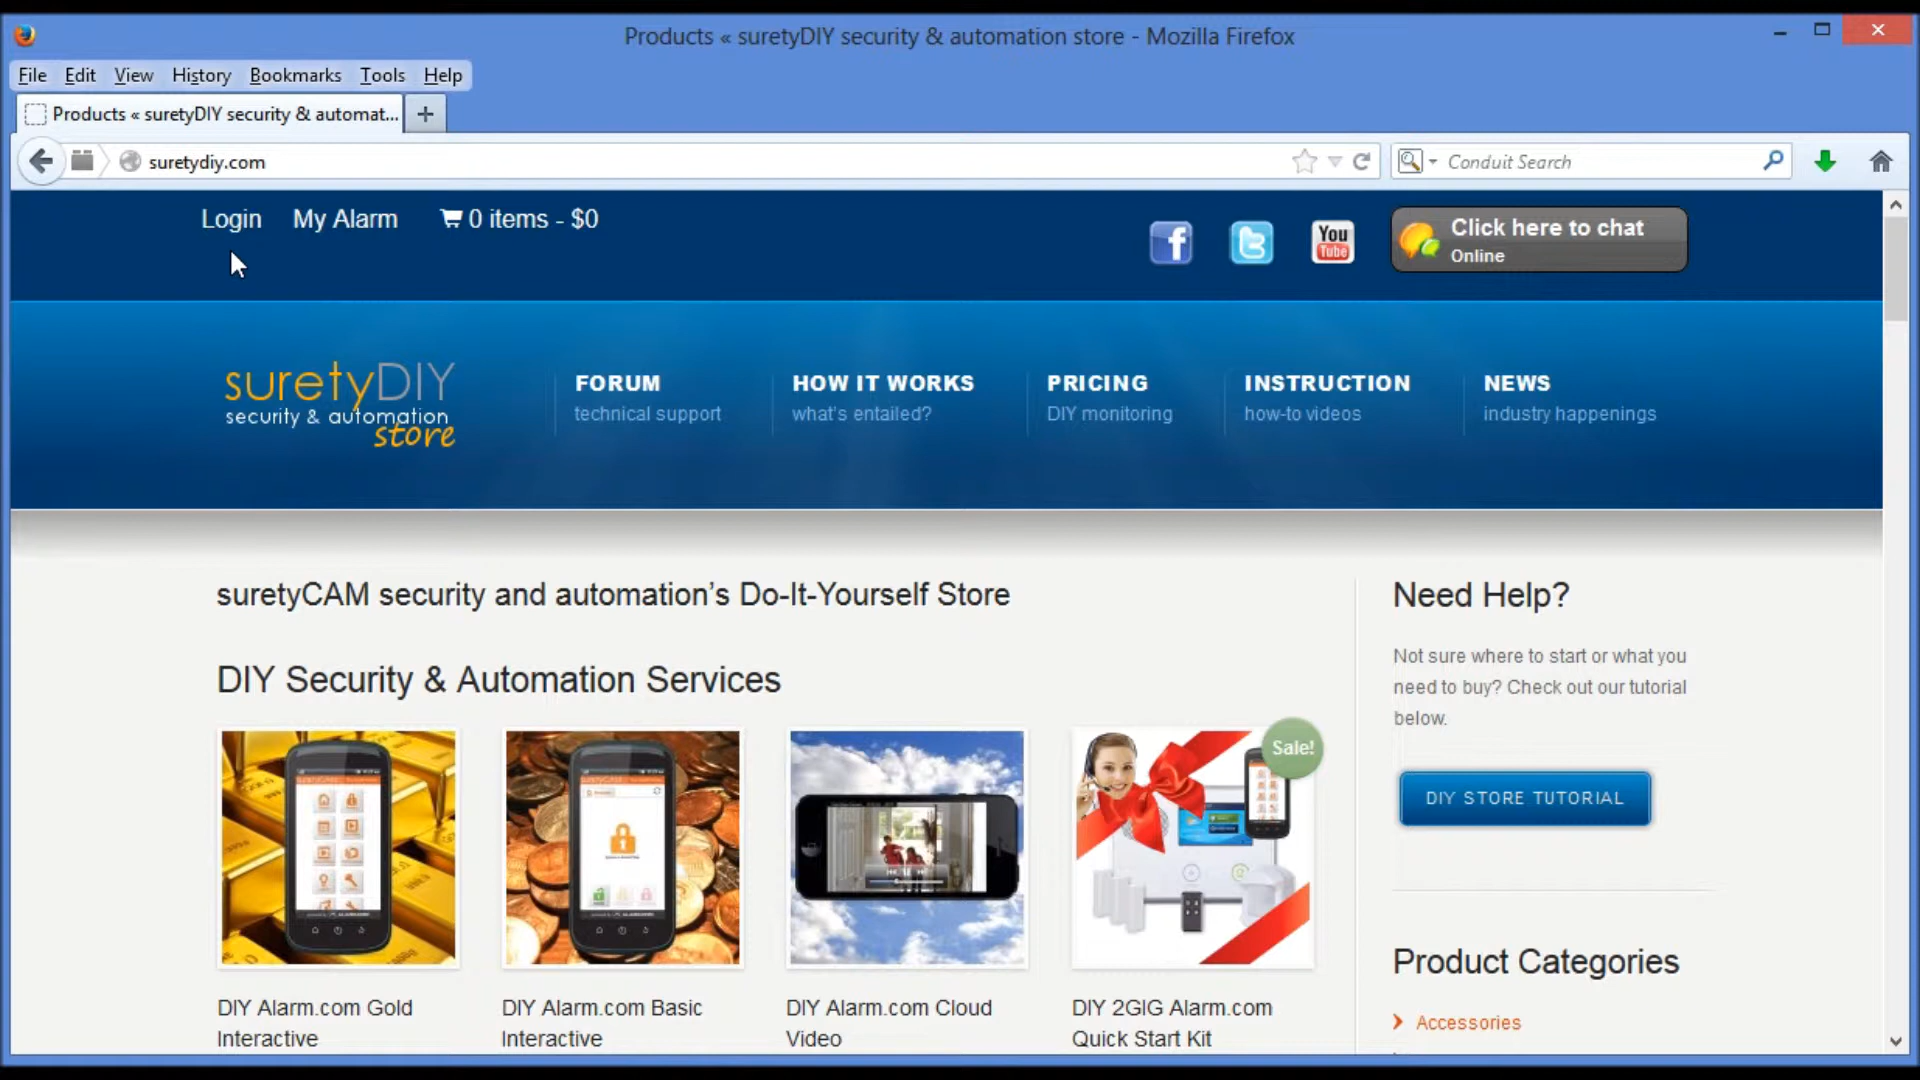 Products « suretyDIY security & automation store - Mozilla Firefox
File Edit View History Bookmarks Tools Help
Products « suretyDIY security & automat...
suretydiy.com
Conduit Search
Login My Alarm 0 items - $0
You
Tube
Click here to chat
Online
suretyDIY
security & automation
store
FORUM
technical support
HOW IT WORKS
what's entailed?
PRICING
DIY monitoring
INSTRUCTION
how-to videos
NEWS
industry happenings
suretyCAM security and automation's Do-It-Yourself Store
DIY Security & Automation Services
Sale!
DIY Alarm.com Gold
Interactive
DIY Alarm.com Basic
Interactive
DIY Alarm.com Cloud
Video
DIY 2GIG Alarm.com
Quick Start Kit
Need Help?
Not sure where to start or what you
need to buy? Check out our tutorial
below.
DIY STORE TUTORIAL
Product Categories
Accessories